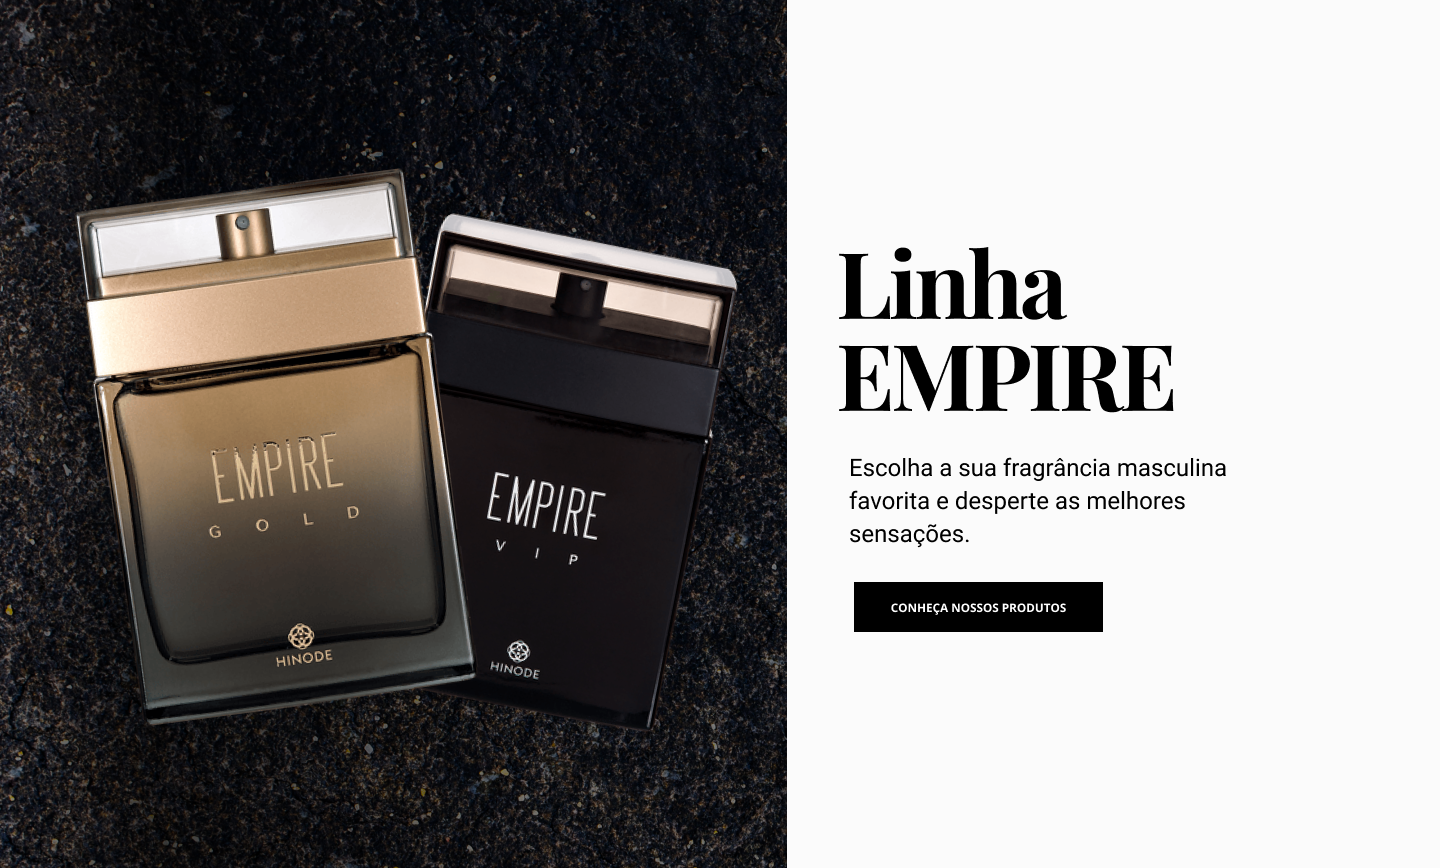 EMPIRE
GOLD
HINODE
EMPIRE
VIP
HINODE
Linha
EMPIRE
Escolha a sua fragrância masculina
favorita e desperte as melhores
sensações.
CONHEÇA NOSSOS PRODUTOS